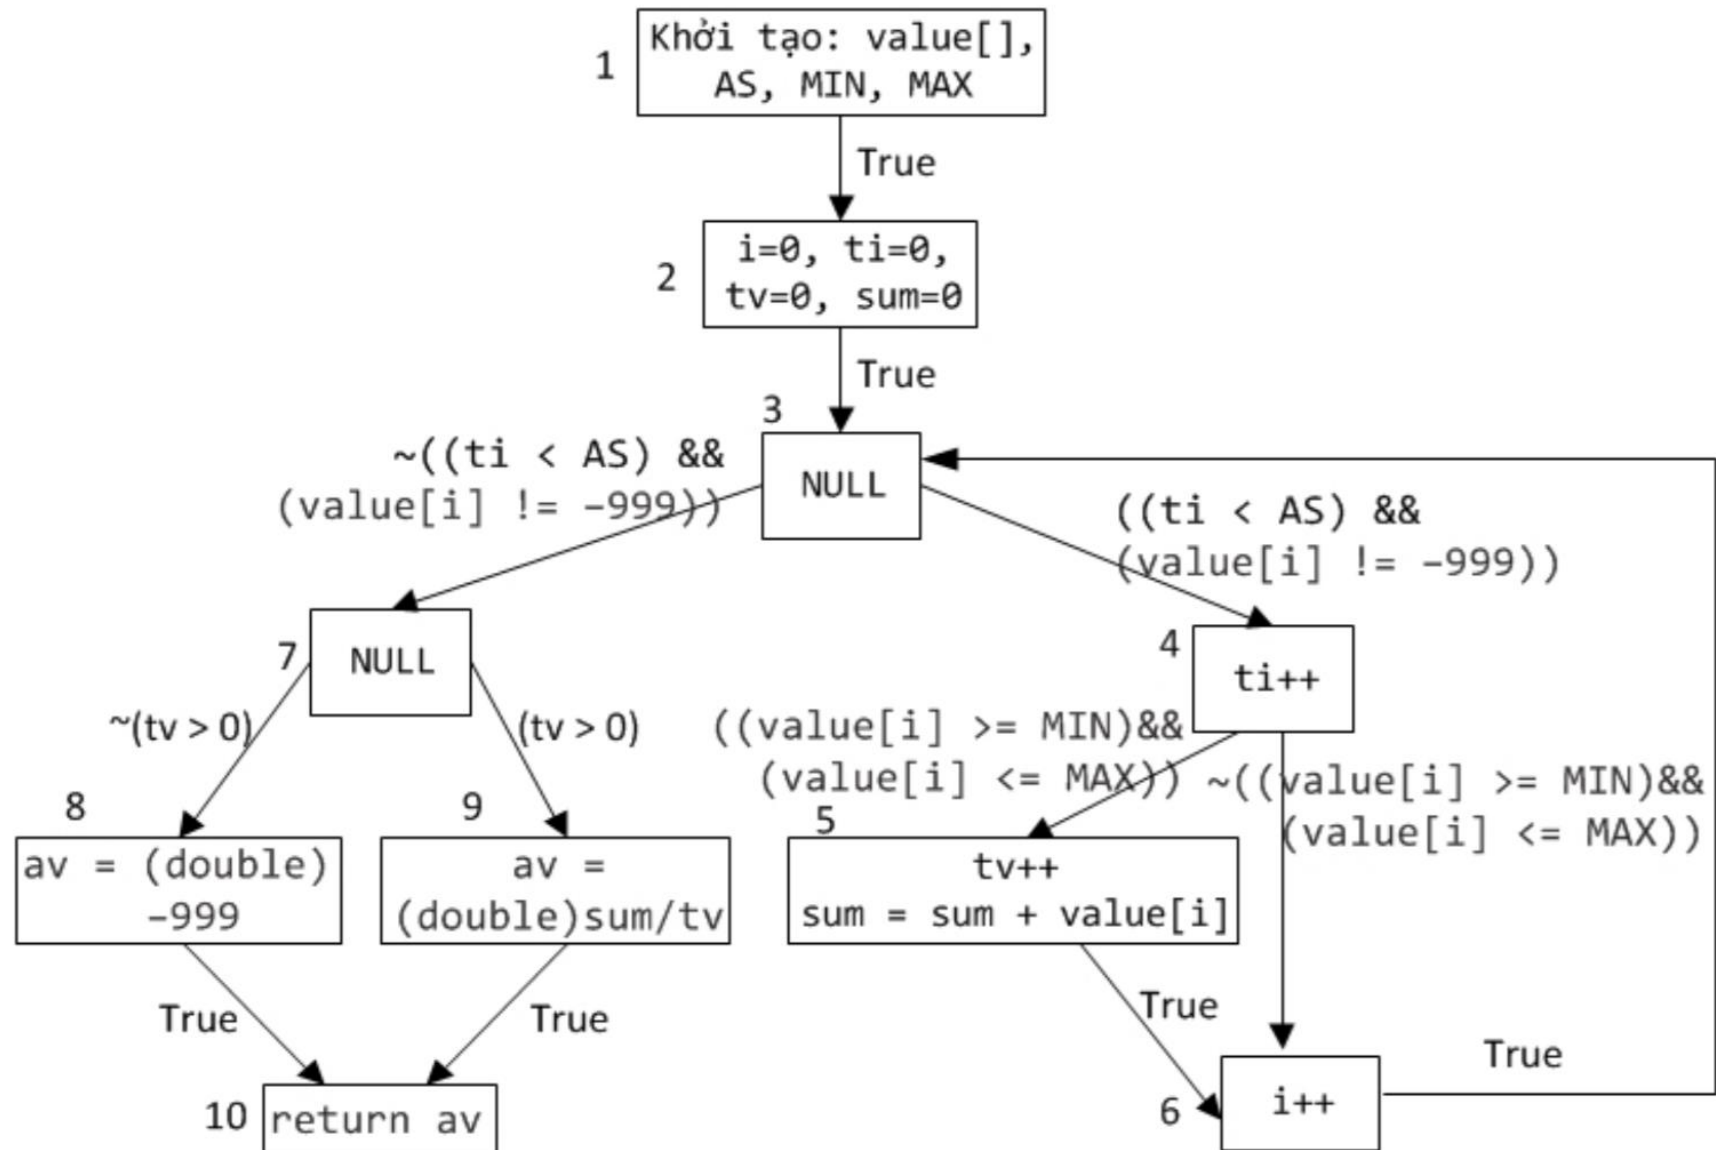 1
Khởi tạo: value[],
AS, MIN, MAX
True
2
i=0, ti=0,
tv=0, sum=0
True
3
NULL
~((ti < AS) &&
(value[i] != -999))
((ti < AS) &&
(value[i] != -999))
7
NULL
4
ti++
~(tv > 0)
(tv > 0)
((value[i] >= MIN)&&
(value[i] <= MAX))
~((value[i] >= MIN)&&
(value[i] <= MAX))
8
av = (double)
-999
9
av =
(double)sum/tv
5
tv++
sum = sum + value[i]
True
True
True
True
10
return av
6
i++